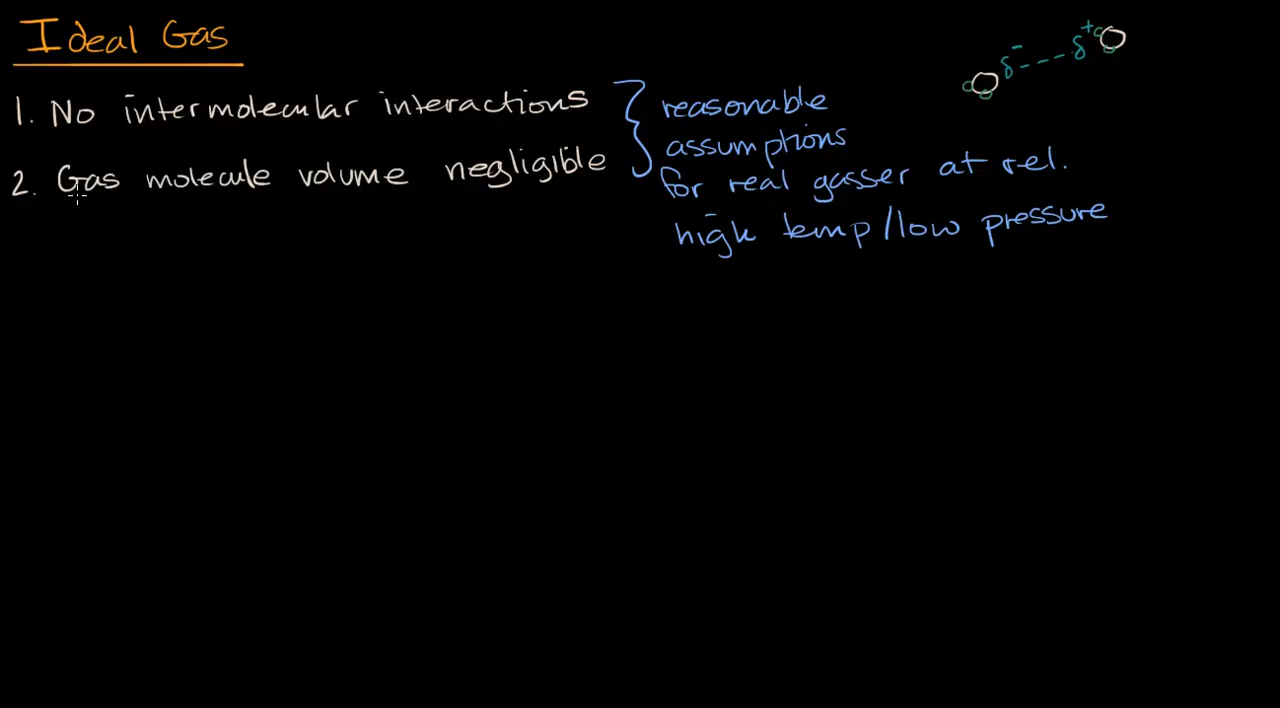 Ideal Gas
1. No intermolecular interactions
2. Gas molecule volume negligible
reasonable
assumptions
for real gasser at rel.
high temp/low pressure
δ⁻---δ⁺